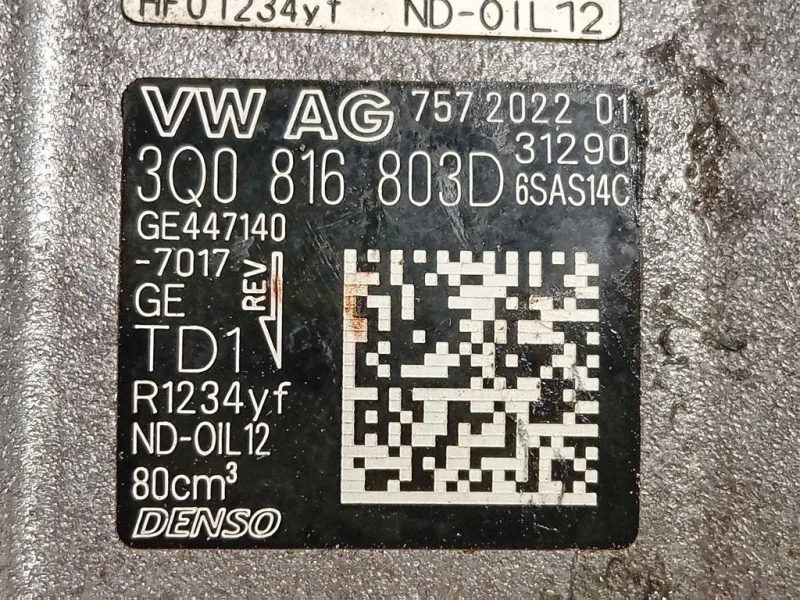 HF01234yf ND-OIL12
VW AG 757 2022 01
3Q0 816 803D 31290
6SAS14C
GE447140
-7017
REV
GE
TD1
R1234yf
ND-OIL12
80cm³
DENSO